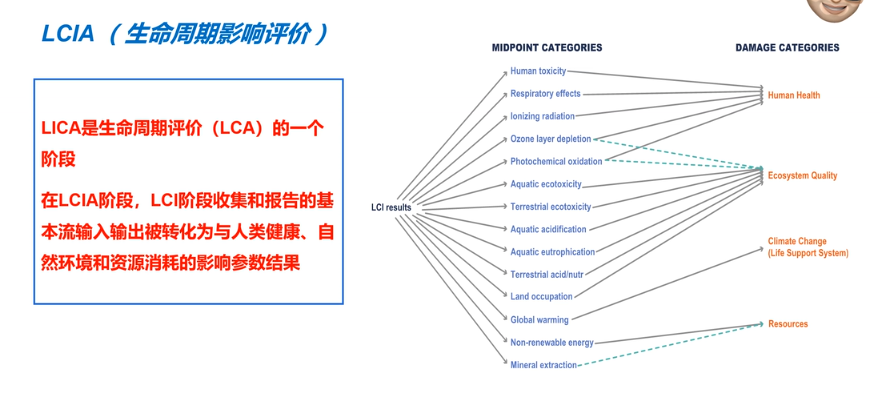 LCIA（生命周期影响评价）
LICA是生命周期评价（LCA）的一个
阶段
在LCIA阶段，LCI阶段收集和报告的基
本流输入输出被转化为与人类健康、自
然环境和资源消耗的影响参数结果
MIDPOINT CATEGORIES
DAMAGE CATEGORIES
LCI results
Human toxicity
Respiratory effects
Ionizing radiation
Ozone layer depletion
Photochemical oxidation
Aquatic ecotoxicity
Terrestrial ecotoxicity
Aquatic acidification
Aquatic eutrophication
Terrestrial acid/nutr
Land occupation
Global warming
Non-renewable energy
Mineral extraction
Human Health
Ecosystem Quality
Climate Change
(Life Support System)
Resources